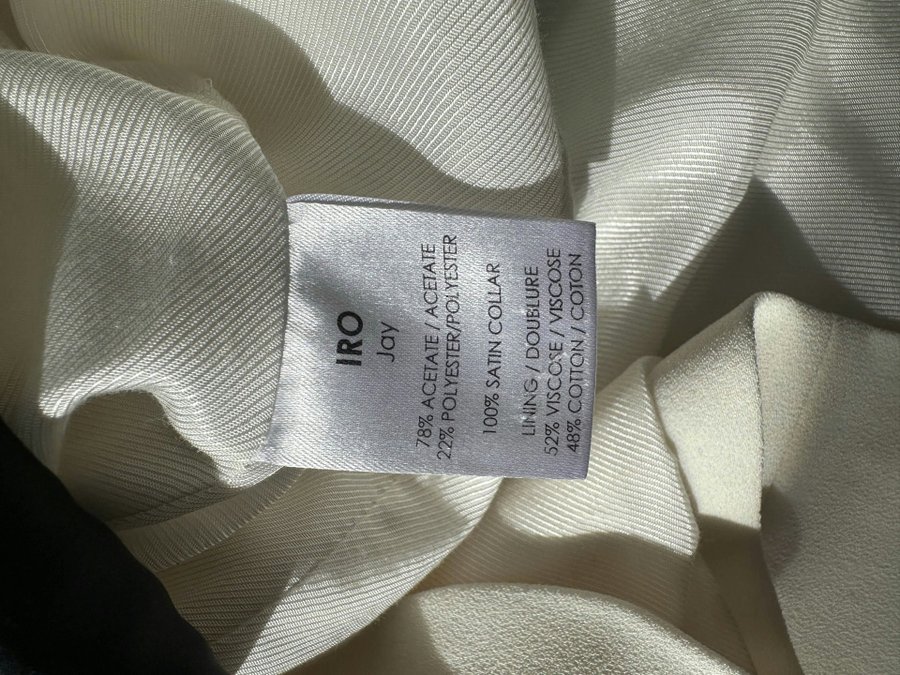 IRO
Jay
78% ACETATE / ACETATE
22% POLYESTER/POLYESTER
100% SATIN COLLAR
LINING / DOUBLURE
52% VISCOSE / VISCOSE
48% COTTON / COTON